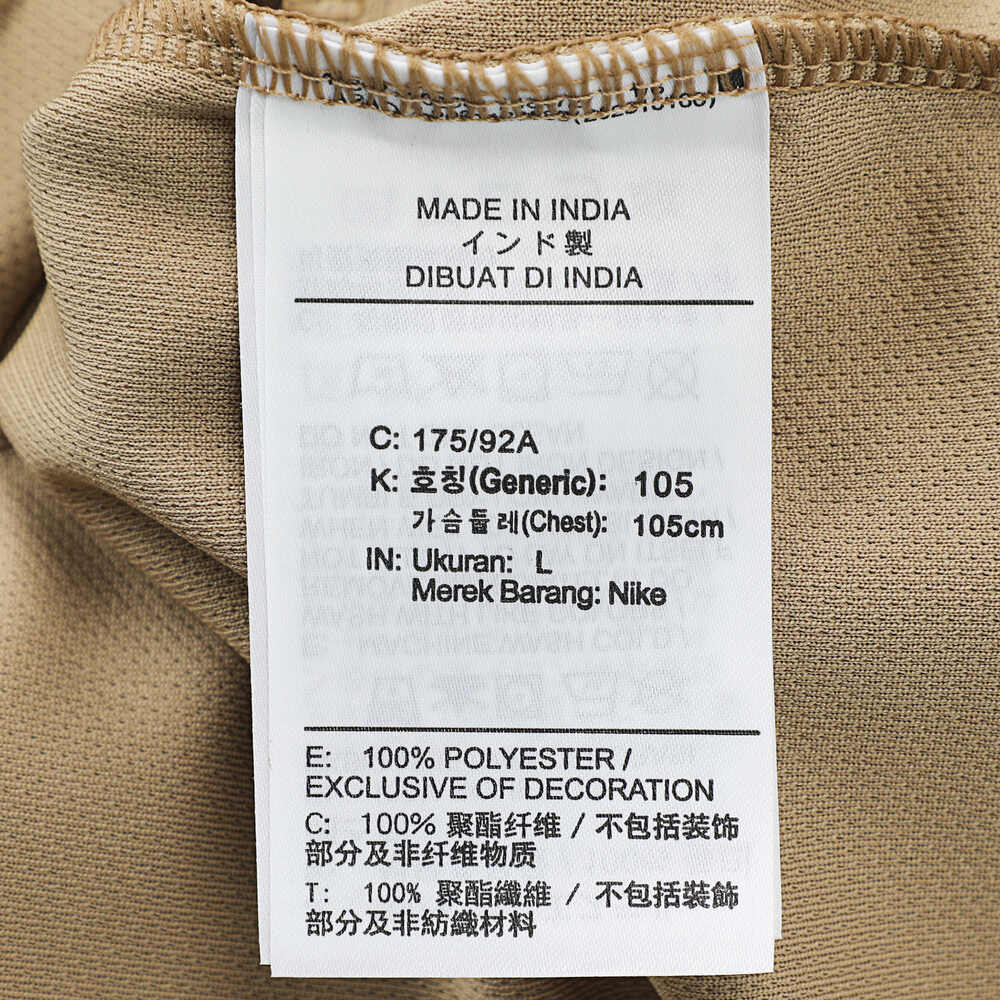 MADE IN INDIA
インド製
DIBUAT DI INDIA
C: 175/92A
K: 호칭(Generic): 105
가슴둘레(Chest): 105cm
IN: Ukuran: L
Merek Barang: Nike
E: 100% POLYESTER /
EXCLUSIVE OF DECORATION
C: 100% 聚酯纤维 / 不包括装饰
部分及非纤维物质
T: 100% 聚酯纖維 / 不包括裝飾
部分及非紡織材料